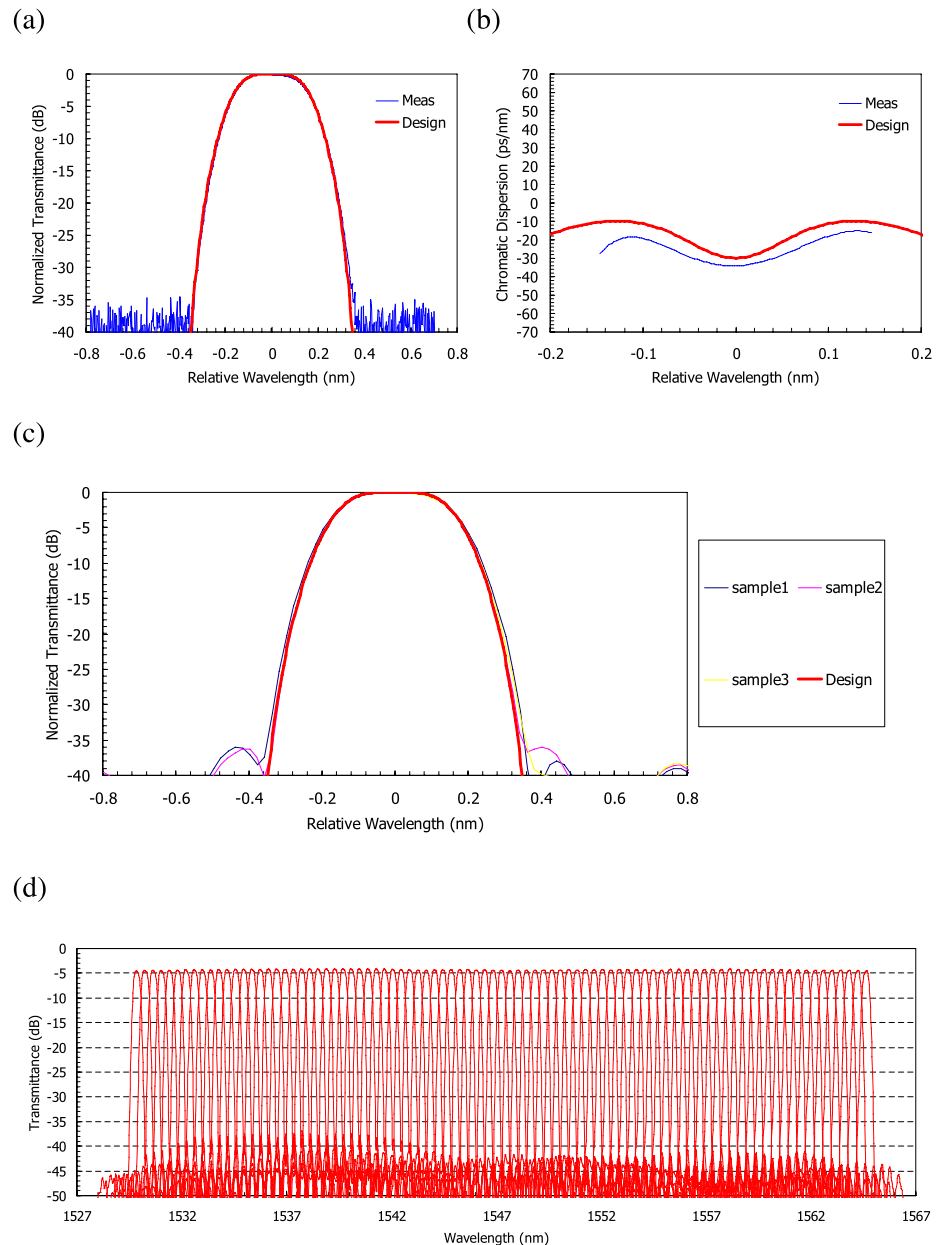 (a)
(b)
0
-5
-10
-15
-20
-25
-30
-35
-40
Normalized Transmittance (dB)
Meas
Design
-0.8 -0.6 -0.4 -0.2 0 0.2 0.4 0.6 0.8
Relative Wavelength (nm)
70
60
50
40
30
20
10
0
-10
-20
-30
-40
-50
-60
-70
Chromatic Dispersion (ps/nm)
Meas
Design
-0.2 -0.1 0 0.1 0.2
Relative Wavelength (nm)
(c)
0
-5
-10
-15
-20
-25
-30
-35
-40
Normalized Transmittance (dB)
-0.8 -0.6 -0.4 -0.2 0 0.2 0.4 0.6 0.8
Relative Wavelength (nm)
sample1 sample2
sample3 Design
(d)
0
-5
-10
-15
-20
-25
-30
-35
-40
-45
-50
Transmittance (dB)
1527 1532 1537 1542 1547 1552 1557 1562 1567
Wavelength (nm)